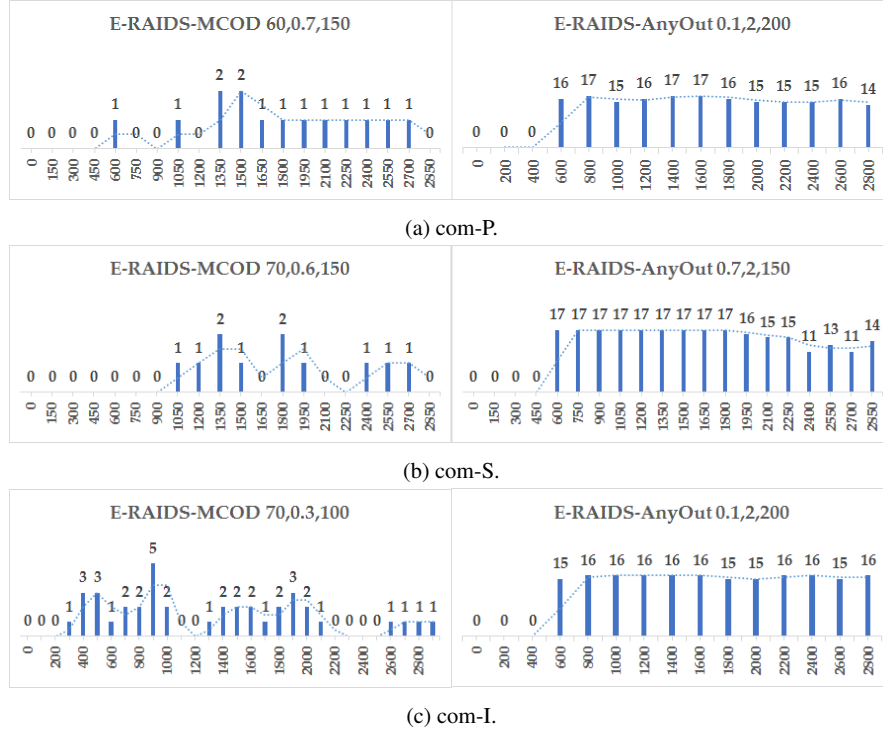 E-RAIDS-MCOD 60,0.7,150
0 0 0 0 1 0 0 1 0 2 2 1 1 1 1 1 1 1 1 0
0 150 300 450 600 750 900 1050 1200 1350 1500 1650 1800 1950 2100 2250 2400 2550 2700 2850
E-RAIDS-AnyOut 0.1,2,200
0 0 0 16 17 15 16 17 17 16 15 15 15 16 14
0 200 400 600 800 1000 1200 1400 1600 1800 2000 2200 2400 2600 2800
(a) com-P.
E-RAIDS-MCOD 70,0.6,150
0 0 0 0 0 0 0 1 1 2 1 0 2 1 0 0 1 1 1 0
0 150 300 450 600 750 900 1050 1200 1350 1500 1650 1800 1950 2100 2250 2400 2550 2700 2850
E-RAIDS-AnyOut 0.7,2,150
0 0 0 0 17 17 17 17 17 17 17 17 17 16 15 15 11 13 11 14
0 150 300 450 600 750 900 1050 1200 1350 1500 1650 1800 1950 2100 2250 2400 2550 2700 2850
(b) com-S.
E-RAIDS-MCOD 70,0.3,100
0 0 0 1 3 3 1 2 2 5 2 0 0 1 2 2 2 1 2 3 2 1 0 0 0 0 1 1 1 1
0 200 400 600 800 1000 1200 1400 1600 1800 2000 2200 2400 2600 2800
E-RAIDS-AnyOut 0.1,2,200
0 0 0 15 16 16 16 16 16 15 15 16 16 15 16
0 200 400 600 800 1000 1200 1400 1600 1800 2000 2200 2400 2600 2800
(c) com-I.